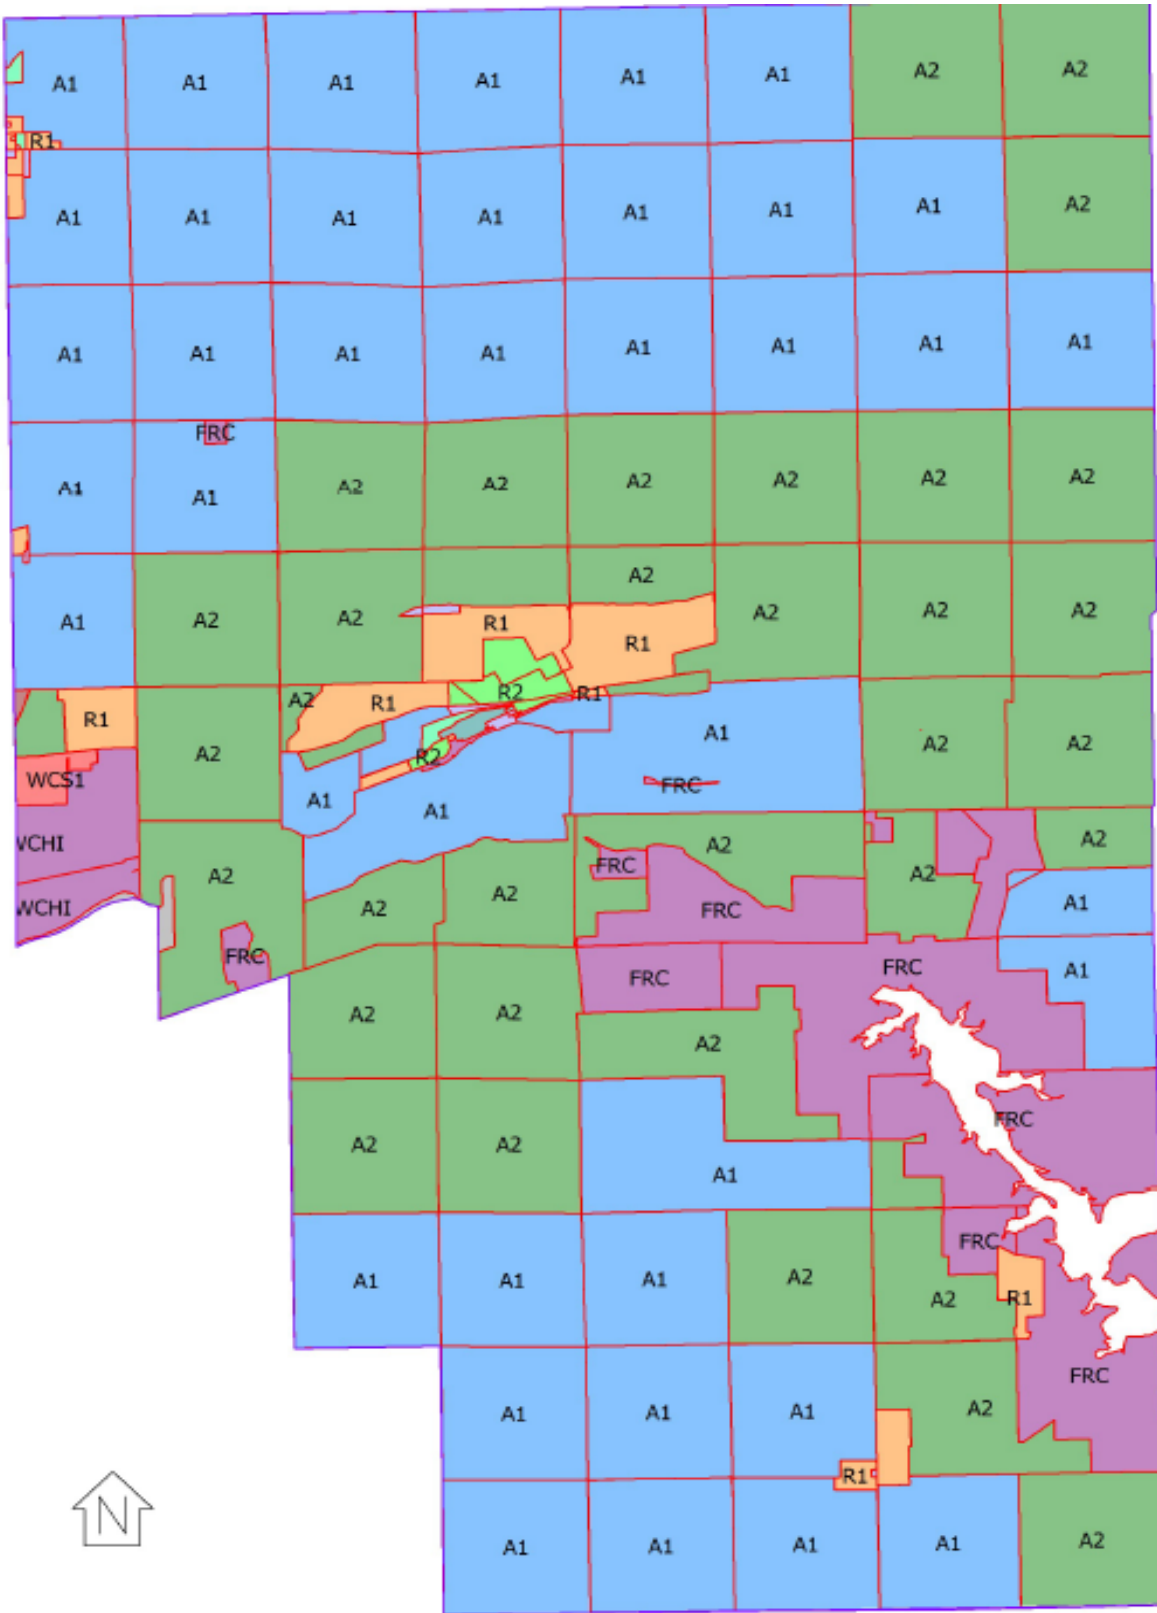 A1 A1 A1 A1 A1 A1 A2 A2
R1
A1 A1 A1 A1 A1 A1 A1 A2
A1 A1 A1 A1 A1 A1 A1 A1
FRC
A1 A1 A2 A2 A2 A2 A2 A2
A2
A1 A2 A2 A2 A2 A2
R1 R1
A2 R1 R2 R1
R1 A2 A1 A2 A2
R2
WCS1 FRC
A1 A1
WCHI A2 A2
FRC
A2 A2
WCHI A2 A2 FRC A1
FRC FRC A1
FRC
A2 A2 A2
FRC
A2 A2
A1
FRC
A1 A1 A1 A2
A2 R1
FRC
A1 A1 A1 A2
R1
A1 A1 A1 A1 A2
N